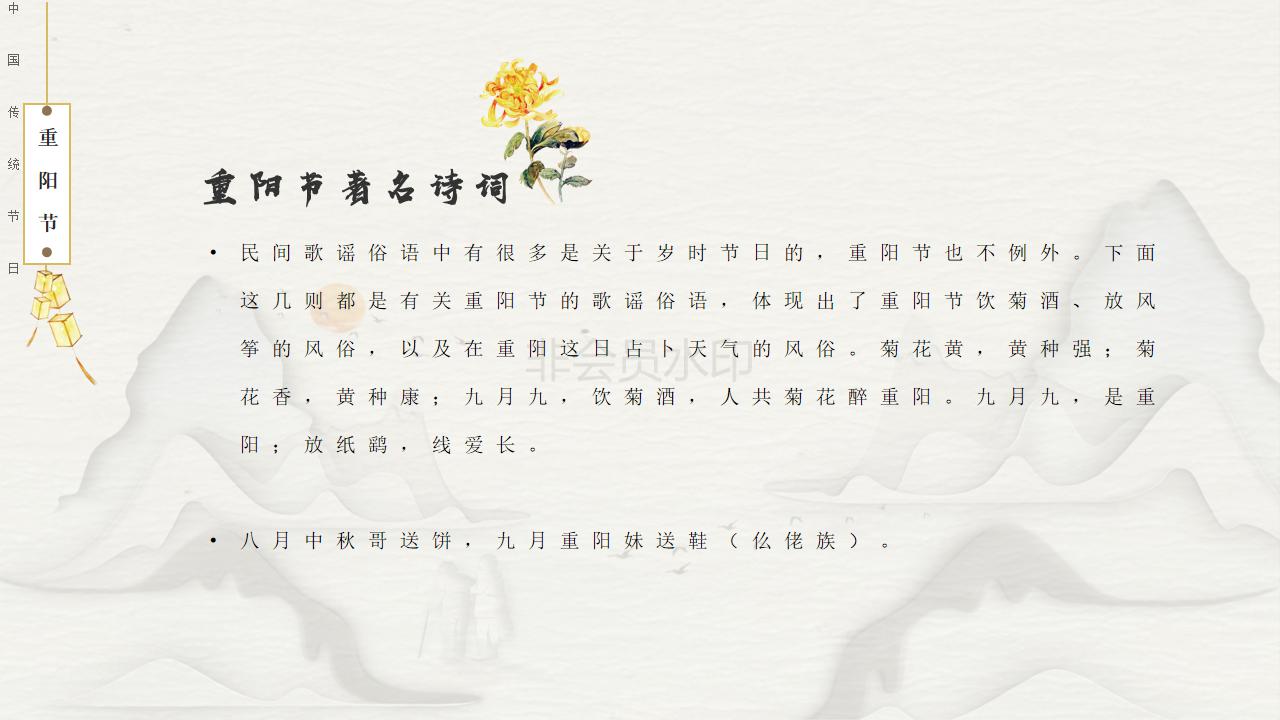 中国传统节日
重阳节
重阳节著名诗词
• 民间歌谣俗语中有很多是关于岁时节日的，重阳节也不例外。下面
这几则都是有关重阳节的歌谣俗语，体现出了重阳节饮菊酒、放风
筝的风俗，以及在重阳这日占卜天气的风俗。菊花黄，黄种强；菊
花香，黄种康；九月九，饮菊酒，人共菊花醉重阳。九月九，是重
阳；放纸鹞，线爱长。
• 八月中秋哥送饼，九月重阳妹送鞋（仫佬族）。
非会员水印